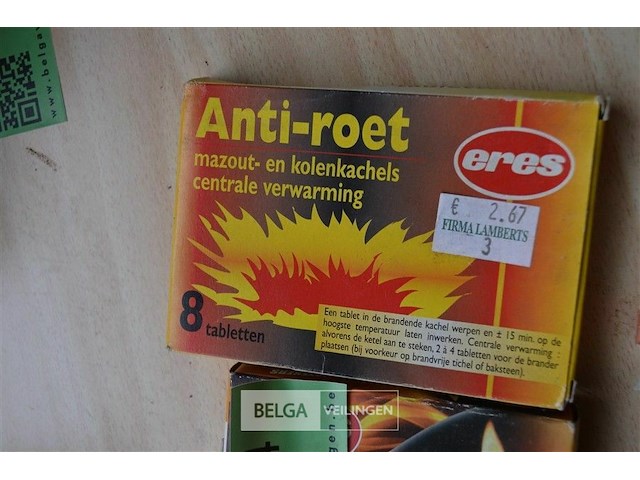 www.belga
Anti-roet
mazout- en kolenkachels
centrale verwarming
eres
€ 2.67
FIRMA LAMBERTS
3
8 tabletten
Een tablet in de brandende kachel werpen en ± 15 min. op de
hoogste temperatuur laten inwerken. Centrale verwarming :
alvorens de ketel aan te steken, 2 à 4 tabletten voor de brander
plaatsen (bij voorkeur op brandvrije tichel of baksteen).
BELGA VEILINGEN